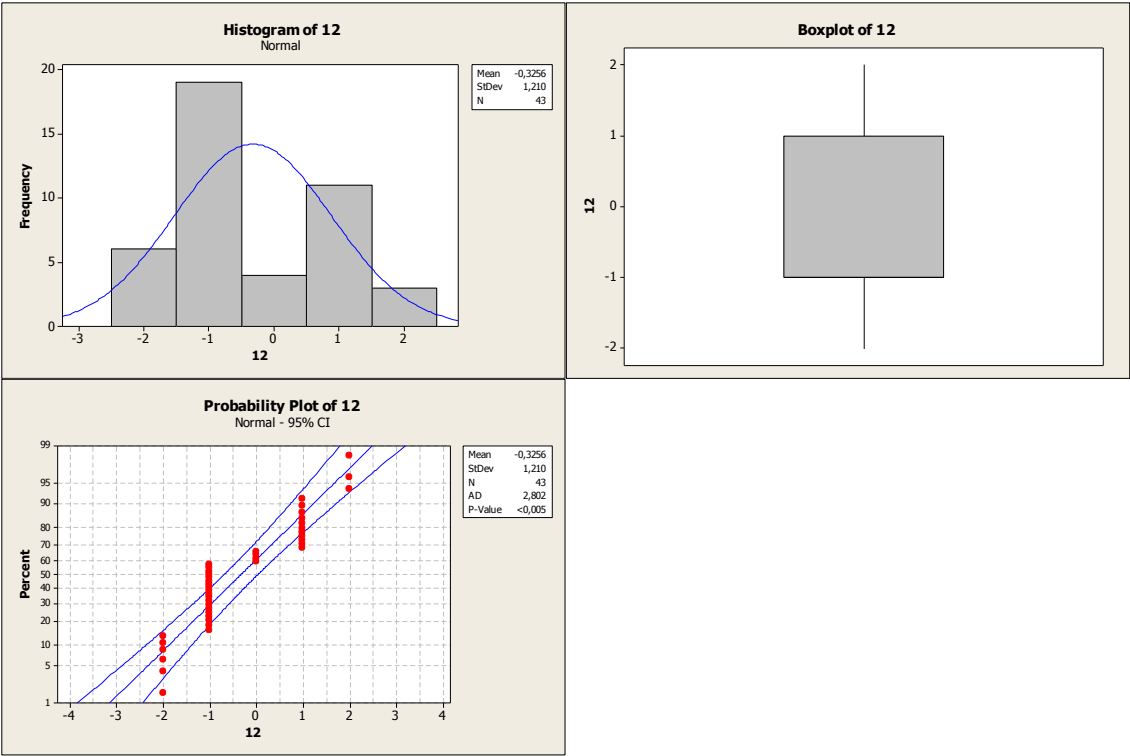 Histogram of 12
Normal
Mean -0,3256
StDev 1,210
N 43
20
15
10
5
0
Frequency
-3 -2 -1 0 1 2
12
Boxplot of 12
2
1
0
-1
-2
12
Probability Plot of 12
Normal - 95% CI
Mean -0,3256
StDev 1,210
N 43
AD 2,802
P-Value <0,005
99
95
90
80
70
60
50
40
30
20
10
5
1
Percent
-4 -3 -2 -1 0 1 2 3 4
12